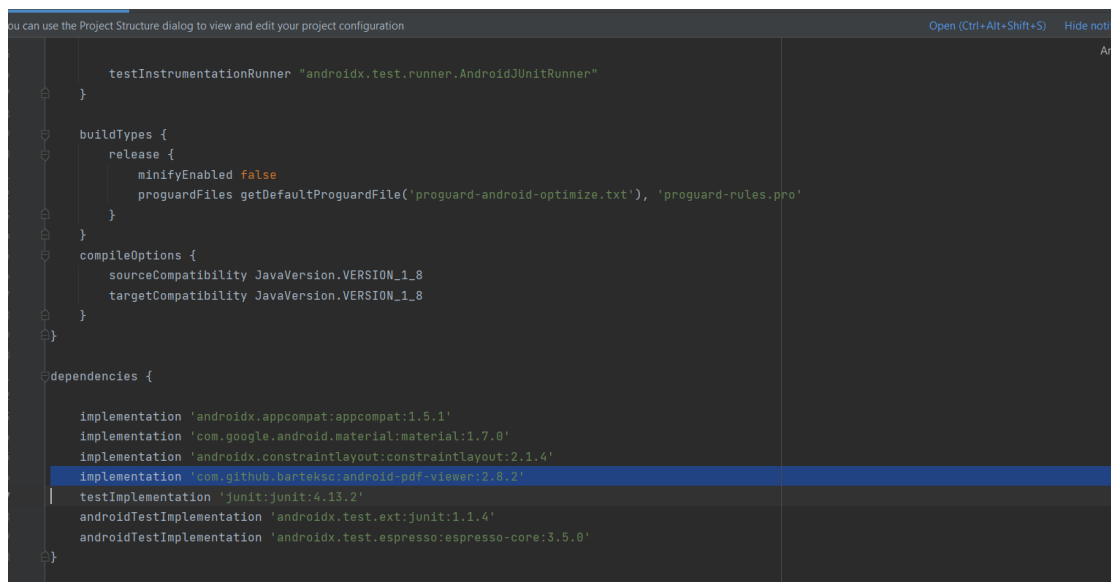 ou can use the Project Structure dialog to view and edit your project configuration Open (Ctrl+Alt+Shift+S) Hide noti
testInstrumentationRunner "androidx.test.runner.AndroidJUnitRunner"
}
buildTypes {
release {
minifyEnabled false
proguardFiles getDefaultProguardFile('proguard-android-optimize.txt'), 'proguard-rules.pro'
}
}
compileOptions {
sourceCompatibility JavaVersion.VERSION_1_8
targetCompatibility JavaVersion.VERSION_1_8
}
}
dependencies {
implementation 'androidx.appcompat:appcompat:1.5.1'
implementation 'com.google.android.material:material:1.7.0'
implementation 'androidx.constraintlayout:constraintlayout:2.1.4'
implementation 'com.github.barteksc:android-pdf-viewer:2.8.2'
testImplementation 'junit:junit:4.13.2'
androidTestImplementation 'androidx.test.ext:junit:1.1.4'
androidTestImplementation 'androidx.test.espresso:espresso-core:3.5.0'
}